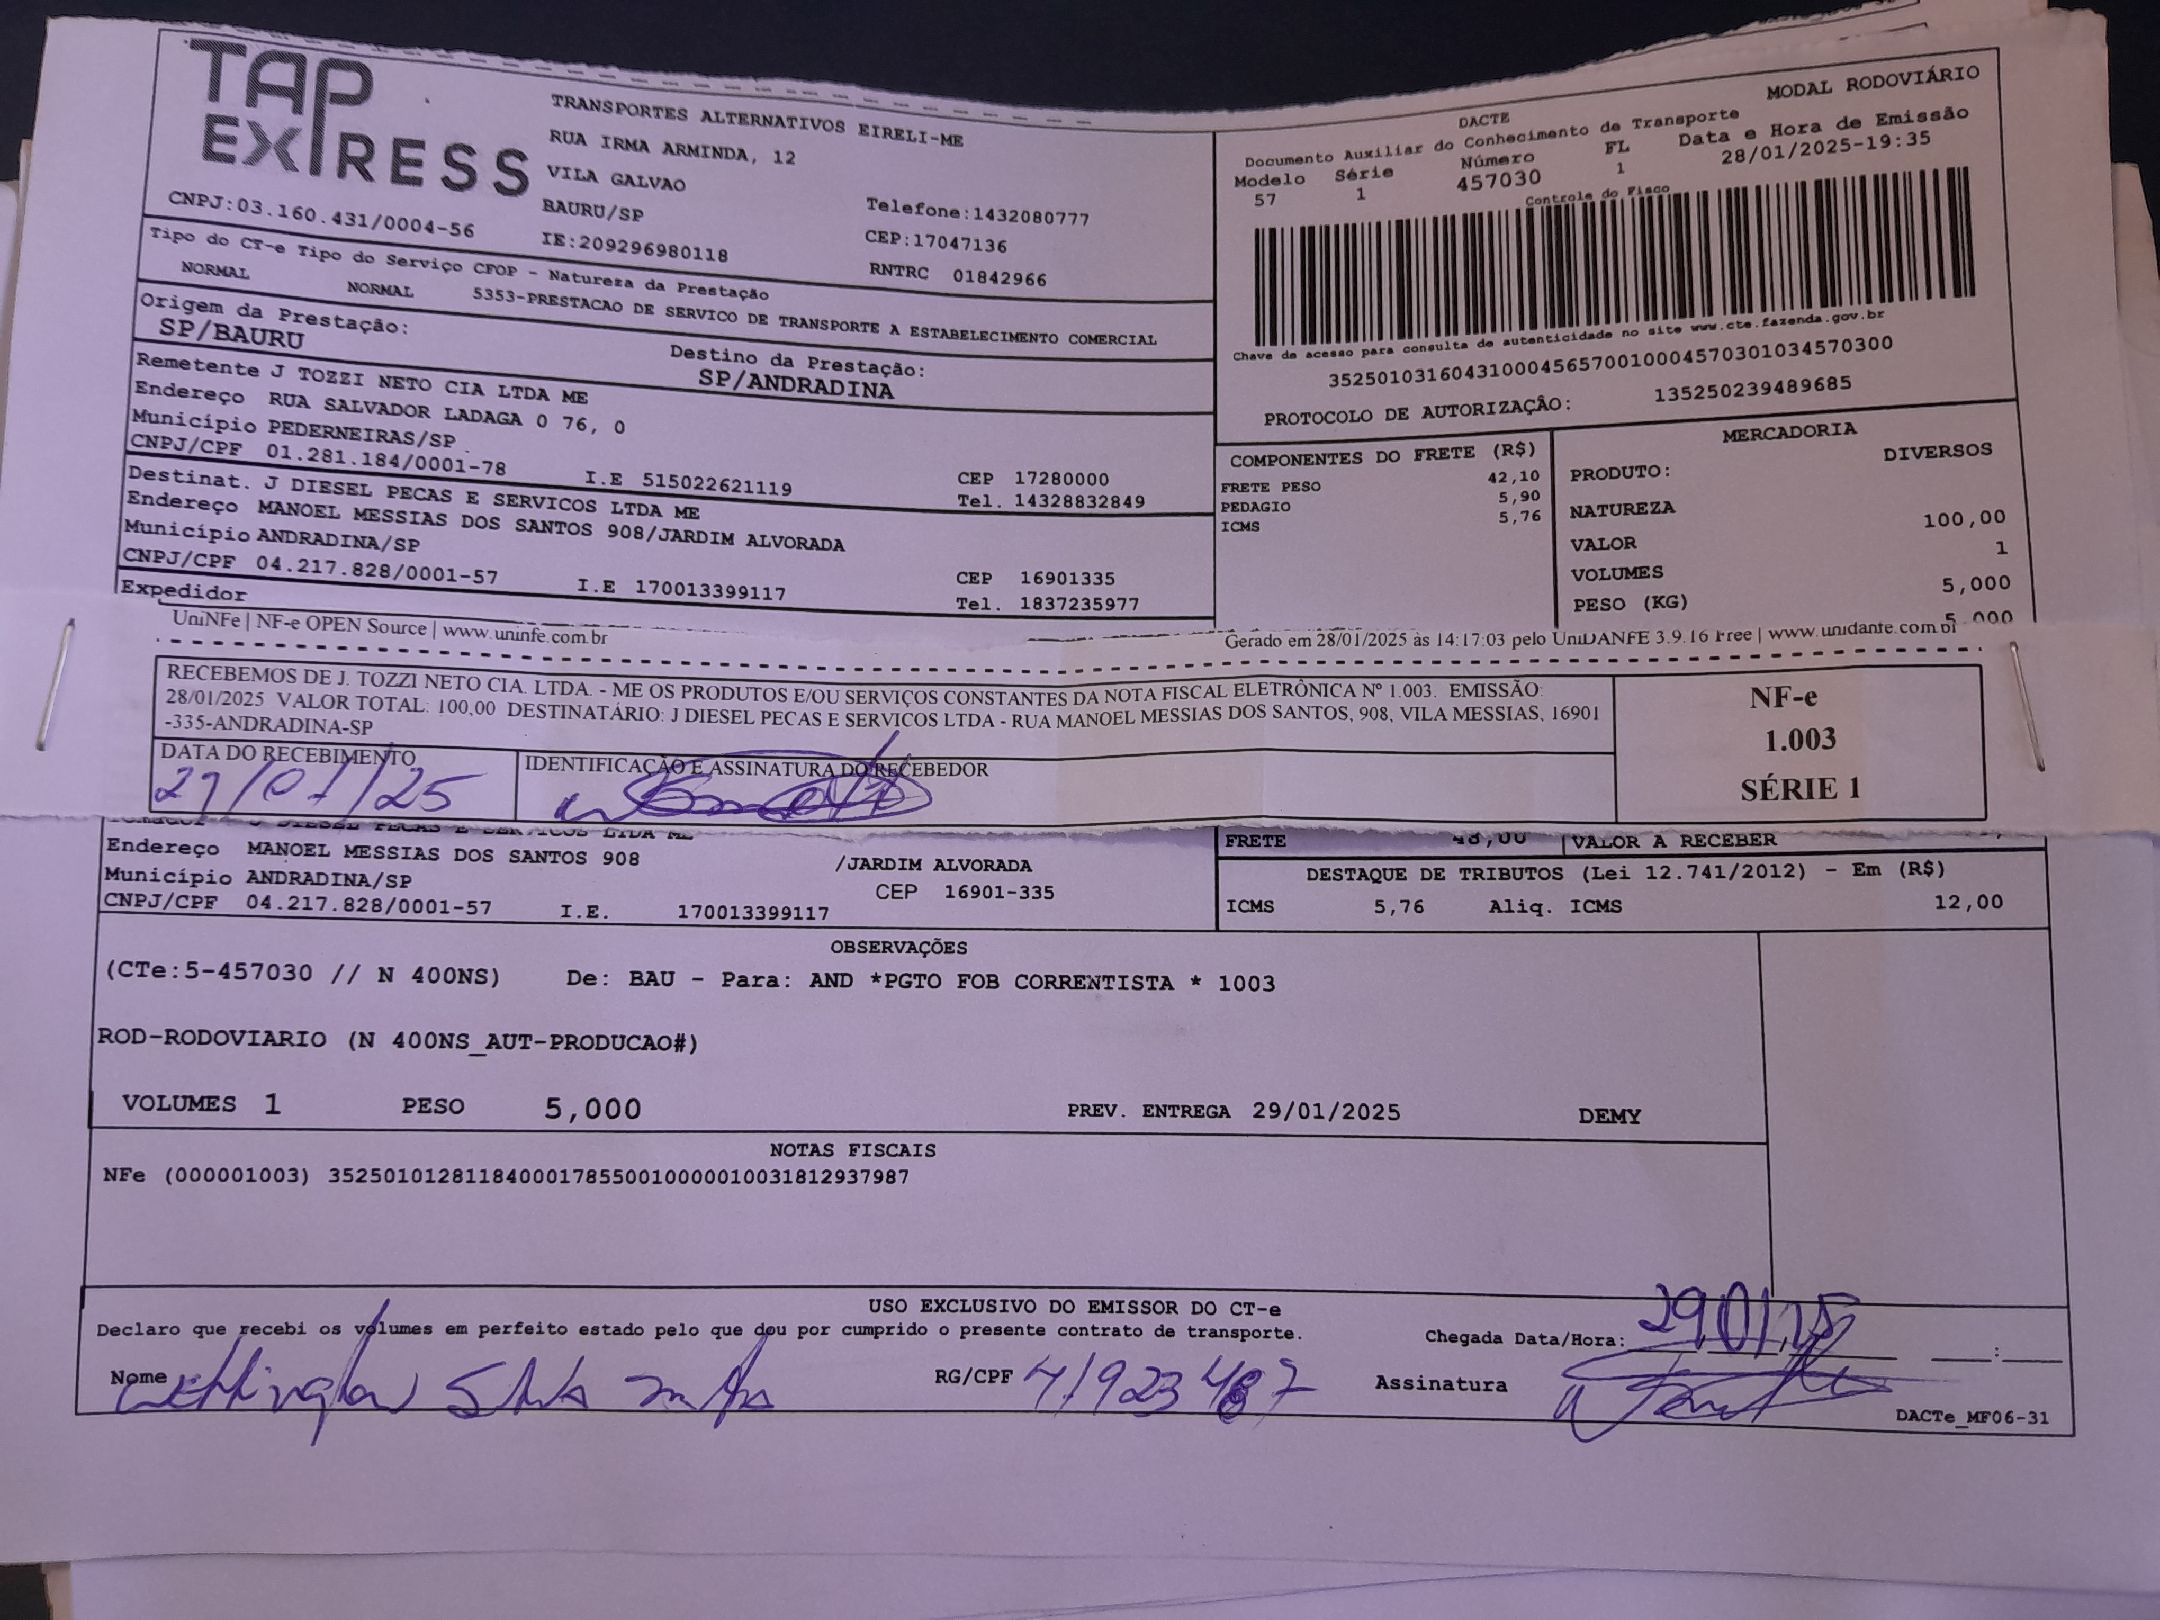 TAP
EXPRESS
TRANSPORTES ALTERNATIVOS EIRELI-ME
RUA IRMA ARMINDA, 12
VILA GALVAO
BAURU/SP
Telefone:1432080777
CNPJ:03.160.431/0004-56
IE:209296980118
CEP:17047136
RNTRC 01842966
Tipo do CT-e Tipo do Serviço CFOP - Natureza da Prestação
NORMAL NORMAL 5353-PRESTACAO DE SERVICO DE TRANSPORTE A ESTABELECIMENTO COMERCIAL
Origem da Prestação:
SP/BAURU
Destino da Prestação:
SP/ANDRADINA
Remetente J TOZZI NETO CIA LTDA ME
Endereço RUA SALVADOR LADAGA 0 76, 0
Município PEDERNEIRAS/SP
CNPJ/CPF 01.281.184/0001-78 I.E 515022621119
CEP 17280000
Tel. 14328832849
Destinat. J DIESEL PECAS E SERVICOS LTDA ME
Endereço MANOEL MESSIAS DOS SANTOS 908/JARDIM ALVORADA
Município ANDRADINA/SP
CNPJ/CPF 04.217.828/0001-57 I.E 170013399117
CEP 16901335
Tel. 1837235977
Expedidor
MODAL RODOVIÁRIO
DACTE
Documento Auxiliar do Conhecimento de Transporte
Modelo Série Número FL Data e Hora de Emissão
57 1 457030 1 28/01/2025-19:35
Controle do Fisco
Chave de acesso para consulta de autenticidade no site www.cte.fazenda.gov.br
35250103160431000456570010004570301034570300
PROTOCOLO DE AUTORIZAÇÃO: 135250239489685
COMPONENTES DO FRETE (R$)
FRETE PESO 42,10
PEDAGIO 5,90
ICMS 5,76
MERCADORIA
PRODUTO: DIVERSOS
NATUREZA
VALOR 100,00
VOLUMES 1
PESO (KG) 5,000
5,000
UniNFe | NF-e OPEN Source | www.uninfe.com.br
Gerado em 28/01/2025 às 14:17:03 pelo UniDANFE 3.9.16 Free | www.unidanfe.com.br
RECEBEMOS DE J. TOZZI NETO CIA. LTDA. - ME OS PRODUTOS E/OU SERVIÇOS CONSTANTES DA NOTA FISCAL ELETRÔNICA Nº 1.003. EMISSÃO:
28/01/2025 VALOR TOTAL: 100,00 DESTINATÁRIO: J DIESEL PECAS E SERVICOS LTDA - RUA MANOEL MESSIAS DOS SANTOS, 908, VILA MESSIAS, 16901
-335-ANDRADINA-SP
DATA DO RECEBIMENTO
29/01/25
IDENTIFICAÇÃO E ASSINATURA DO RECEBEDOR
NF-e
1.003
SÉRIE 1
J DIESEL PECAS E SERVICOS LTDA ME
Endereço MANOEL MESSIAS DOS SANTOS 908 /JARDIM ALVORADA
Município ANDRADINA/SP CEP 16901-335
CNPJ/CPF 04.217.828/0001-57 I.E. 170013399117
FRETE 48,00 VALOR A RECEBER
DESTAQUE DE TRIBUTOS (Lei 12.741/2012) - Em (R$)
ICMS 5,76 Aliq. ICMS 12,00
OBSERVAÇÕES
(CTe:5-457030 // N 400NS) De: BAU - Para: AND *PGTO FOB CORRENTISTA * 1003
ROD-RODOVIARIO (N 400NS_AUT-PRODUCAO#)
VOLUMES 1 PESO 5,000 PREV. ENTREGA 29/01/2025 DEMY
NOTAS FISCAIS
NFe (000001003) 35250101281184000178550010000010031812937987
USO EXCLUSIVO DO EMISSOR DO CT-e
Declaro que recebi os volumes em perfeito estado pelo que dou por cumprido o presente contrato de transporte.
Chegada Data/Hora: 29/01/25 :
Nome RG/CPF 41923487 Assinatura
DACTe_MF06-31